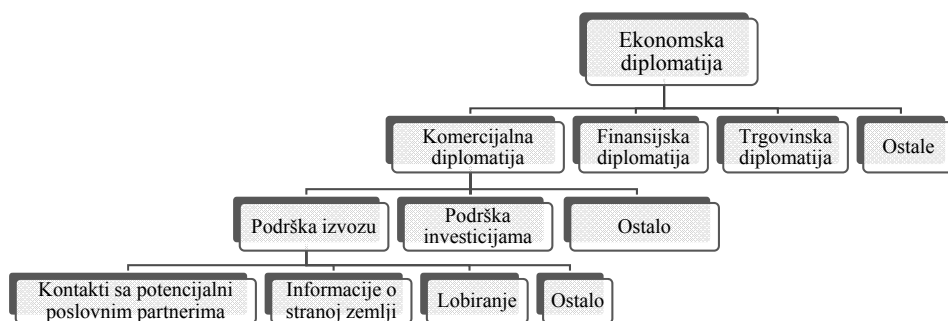 Ekonomska
diplomatija
Komercijalna
diplomatija
Finansijska
diplomatija
Trgovinska
diplomatija
Ostale
Podrška izvozu
Podrška
investicijama
Ostalo
Kontakti sa potencijalni
poslovnim partnerima
Informacije o
stranoj zemlji
Lobiranje
Ostalo